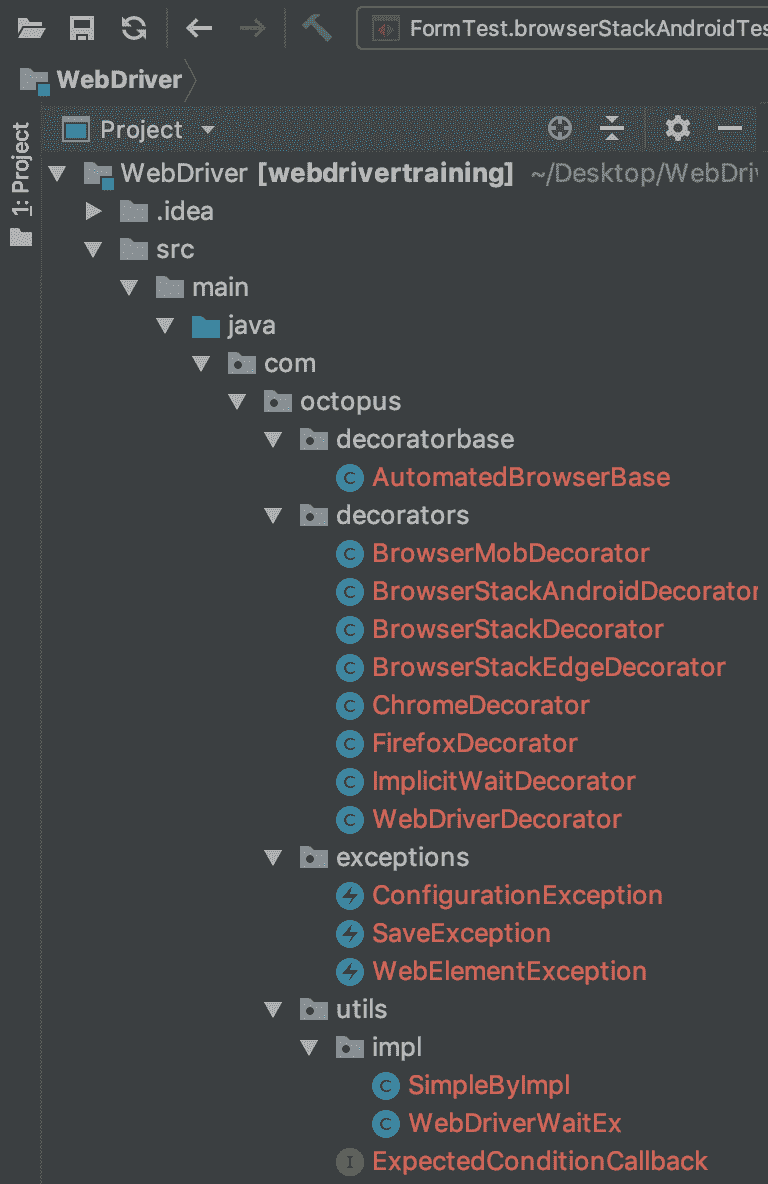 FormTest.browserStackAndroidTes
WebDriver
Project
1: Project
WebDriver [webdrivertraining] ~/Desktop/WebDri
.idea
src
main
java
com
octopus
decoratorbase
AutomatedBrowserBase
decorators
BrowserMobDecorator
BrowserStackAndroidDecorator
BrowserStackDecorator
BrowserStackEdgeDecorator
ChromeDecorator
FirefoxDecorator
ImplicitWaitDecorator
WebDriverDecorator
exceptions
ConfigurationException
SaveException
WebElementException
utils
impl
SimpleByImpl
WebDriverWaitEx
ExpectedConditionCallback